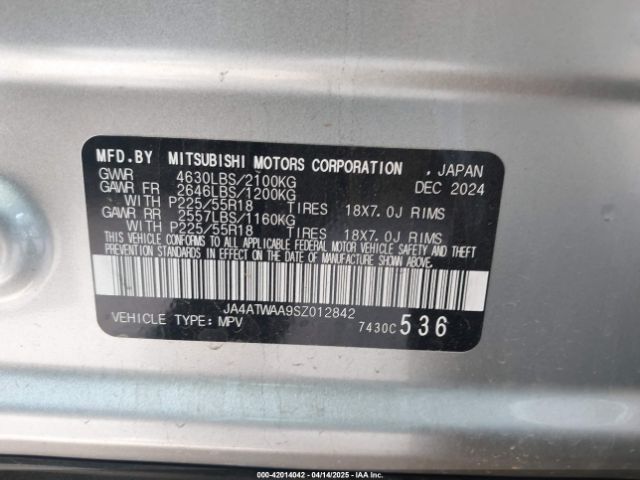 MFD.BY MITSUBISHI MOTORS CORPORATION , JAPAN
GVWR 4630LBS/2100KG DEC 2024
GAWR FR 2646LBS/1200KG
WITH P225/55R18 TIRES 18X7.0J RIMS
GAWR RR 2557LBS/1160KG
WITH P225/55R18 TIRES 18X7.0J RIMS
THIS VEHICLE CONFORMS TO ALL APPLICABLE FEDERAL MOTOR VEHICLE SAFETY AND THEFT
PREVENTION STANDARDS IN EFFECT ON THE DATE OF MANUFACTURE SHOWN ABOVE.
JA4ATWAA9SZ012842
VEHICLE TYPE:MPV 7430C 536
000-42014042 - 04/14/2025 - IAAI.com